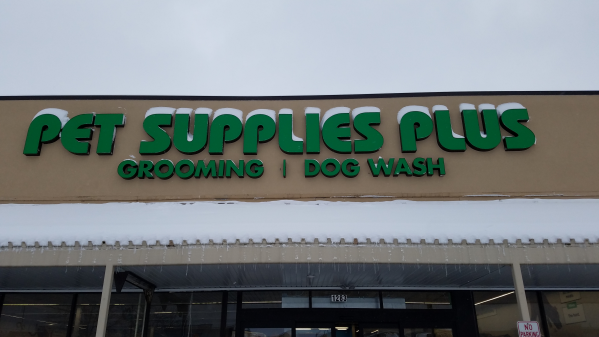 PET SUPPLIES PLUS
GROOMING | DOG WASH
NO
PARKING